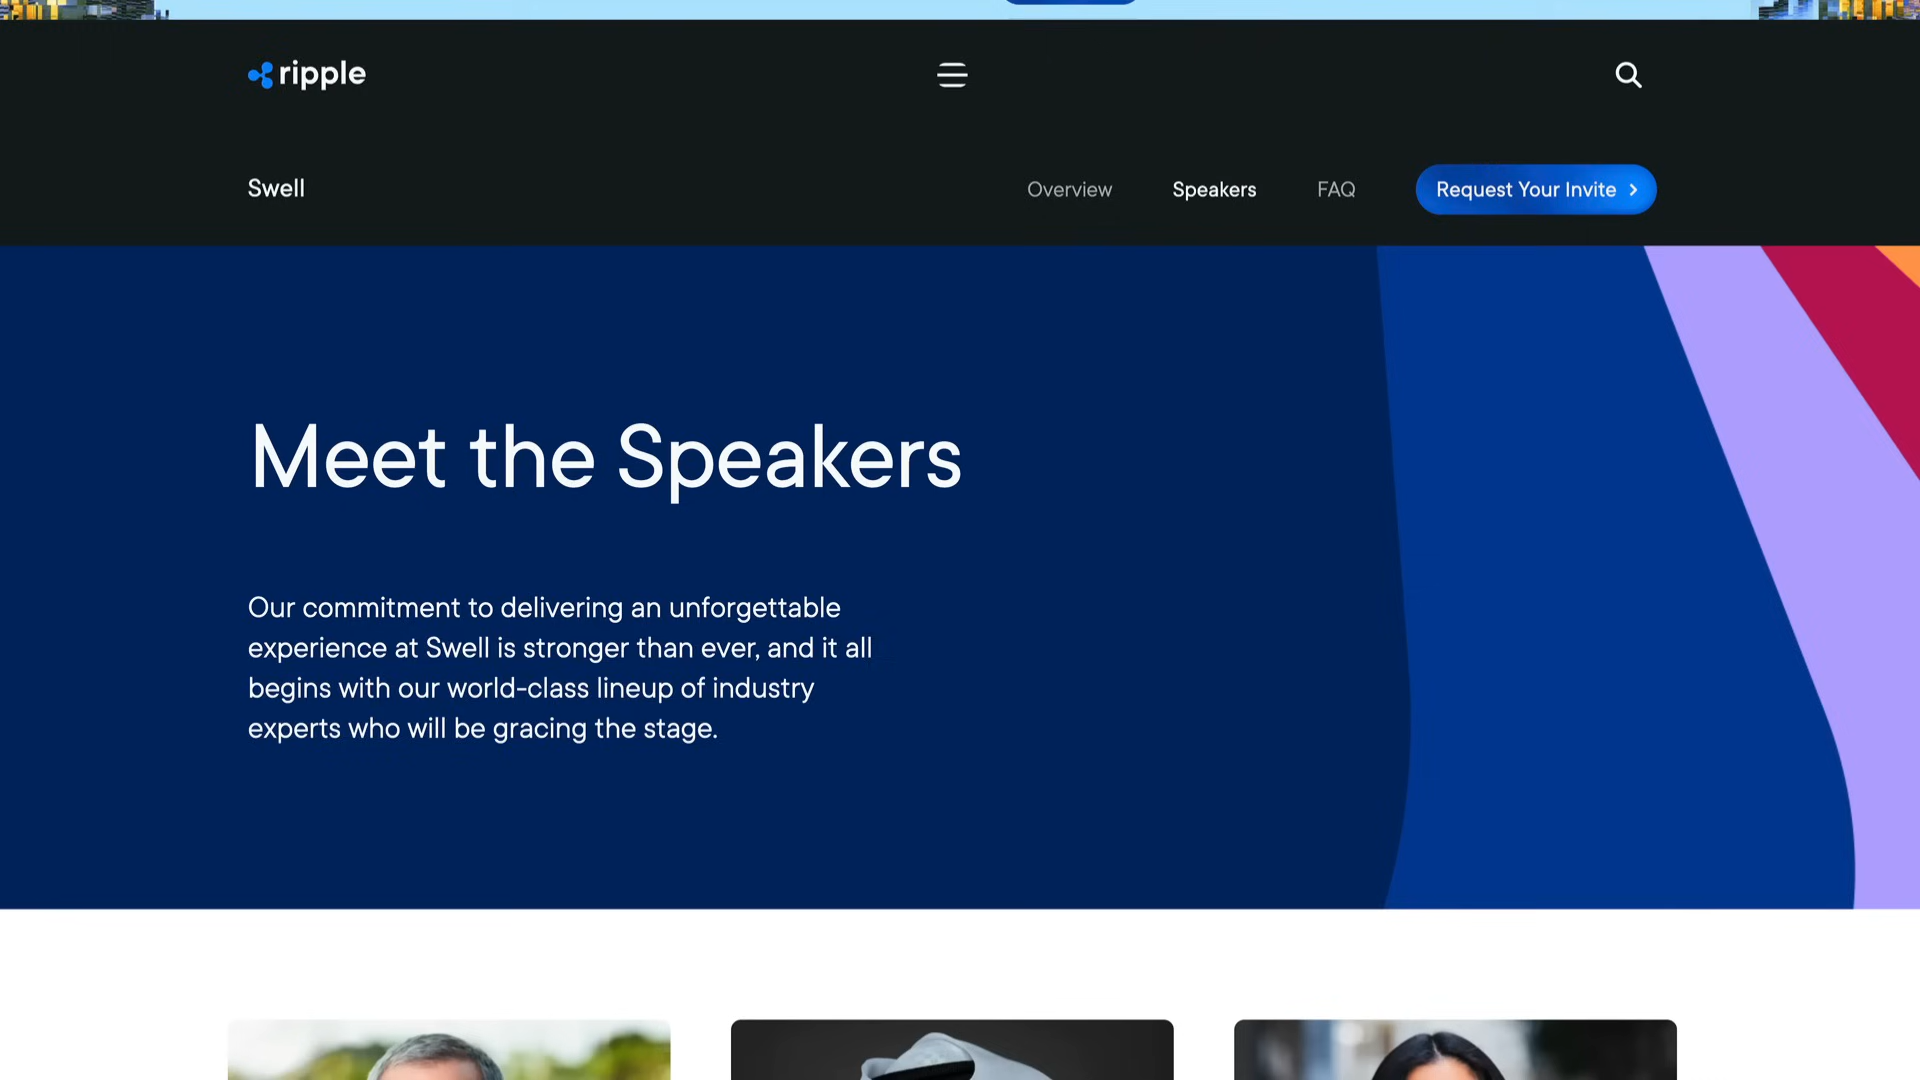 ripple
Swell
Overview
Speakers
FAQ
Request Your Invite
Meet the Speakers
Our commitment to delivering an unforgettable
experience at Swell is stronger than ever, and it all
begins with our world-class lineup of industry
experts who will be gracing the stage.